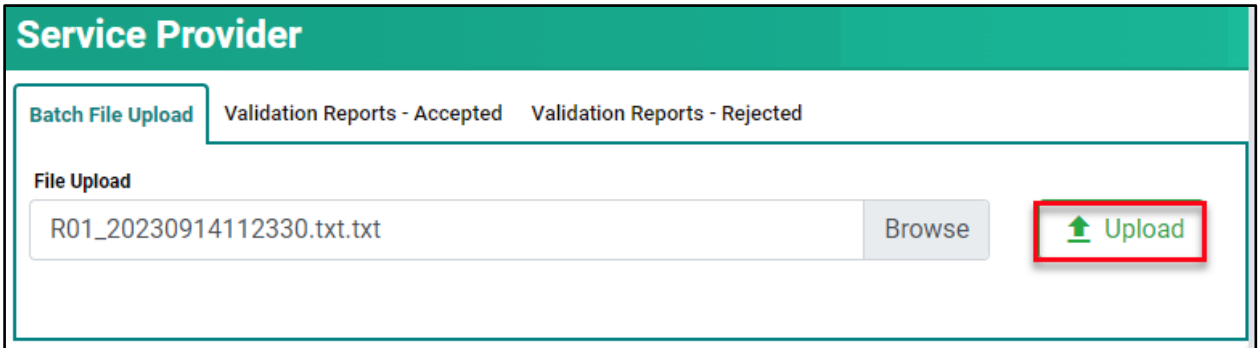 Service Provider
Batch File Upload Validation Reports - Accepted Validation Reports - Rejected
File Upload
R01_20230914112330.txt.txt Browse Upload